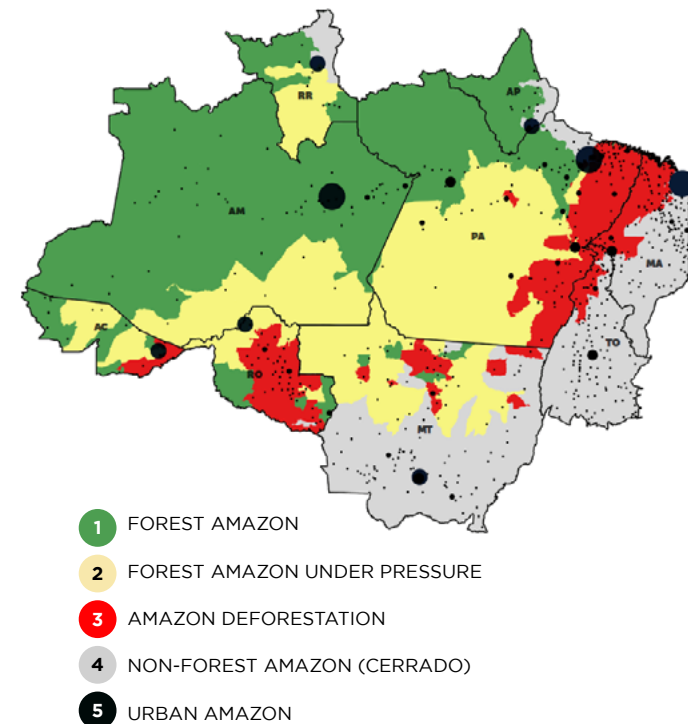 RR
AP
AM
PA
MA
AC
TO
RO
MT
1 FOREST AMAZON
2 FOREST AMAZON UNDER PRESSURE
3 AMAZON DEFORESTATION
4 NON-FOREST AMAZON (CERRADO)
5 URBAN AMAZON